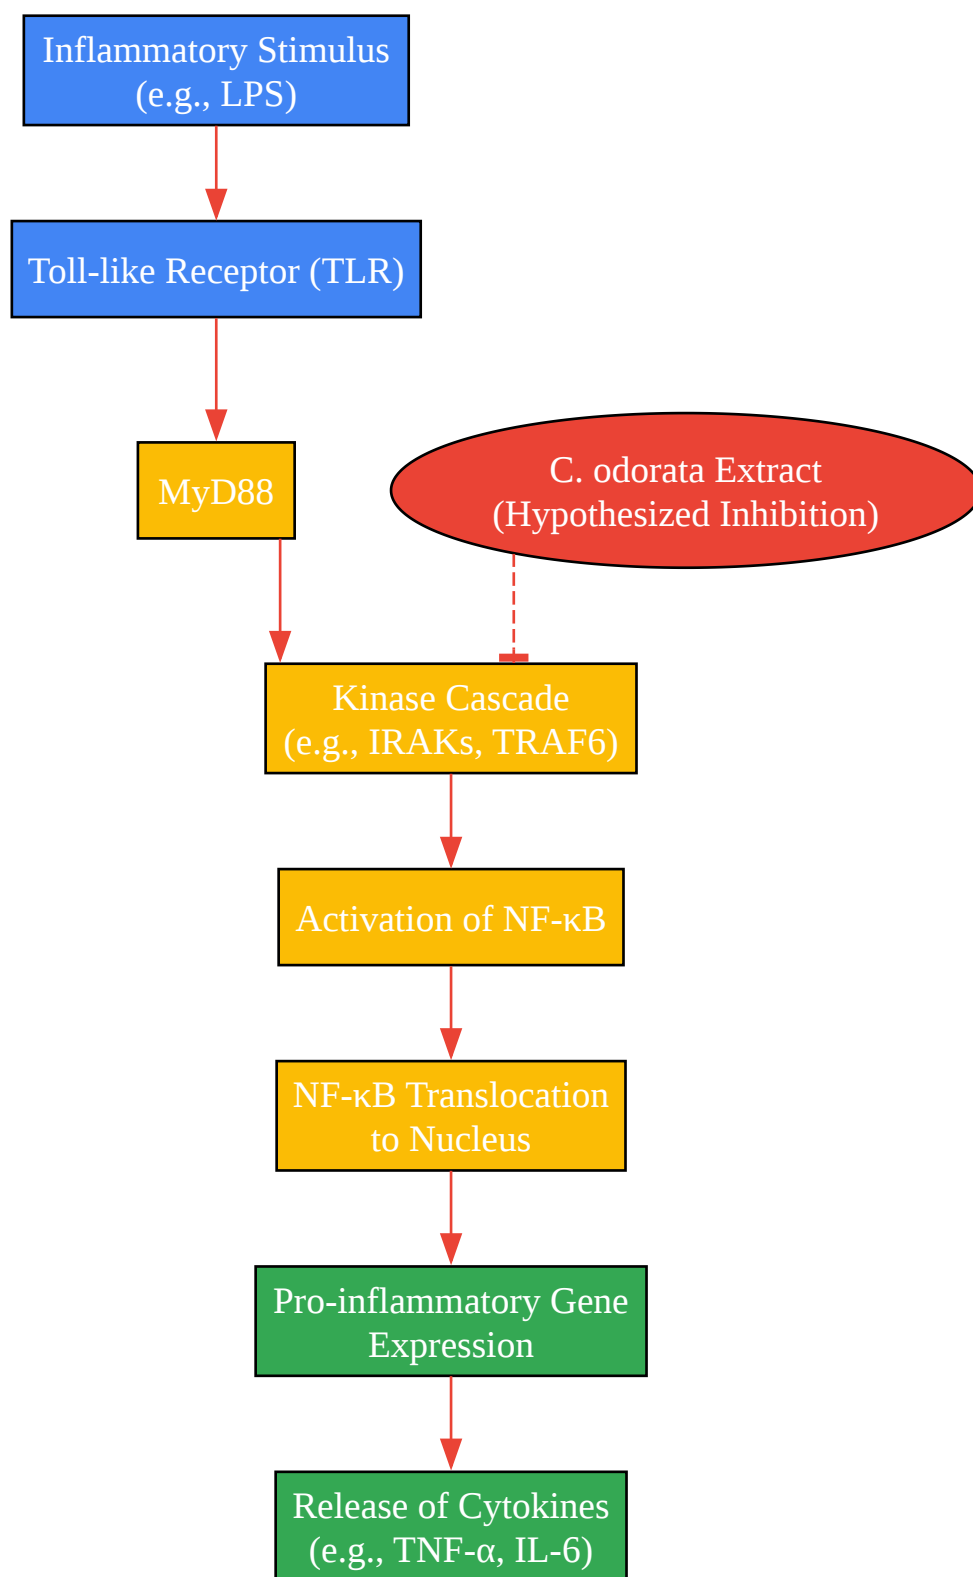 Inflammatory Stimulus
(e.g., LPS)
Toll-like Receptor (TLR)
MyD88
C. odorata Extract
(Hypothesized Inhibition)
Kinase Cascade
(e.g., IRAKs, TRAF6)
Activation of NF-κB
NF-κB Translocation
to Nucleus
Pro-inflammatory Gene
Expression
Release of Cytokines
(e.g., TNF-α, IL-6)